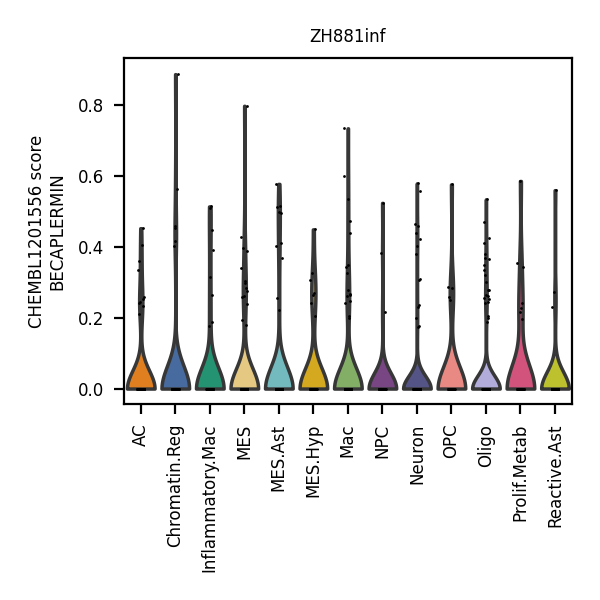 ZH881inf
CHEMBL1201556 score
BECAPLERMIN
0.8
0.6
0.4
0.2
0.0
AC
Chromatin.Reg
Inflammatory.Mac
MES
MES.Ast
MES.Hyp
Mac
NPC
Neuron
OPC
Oligo
Prolif.Metab
Reactive.Ast